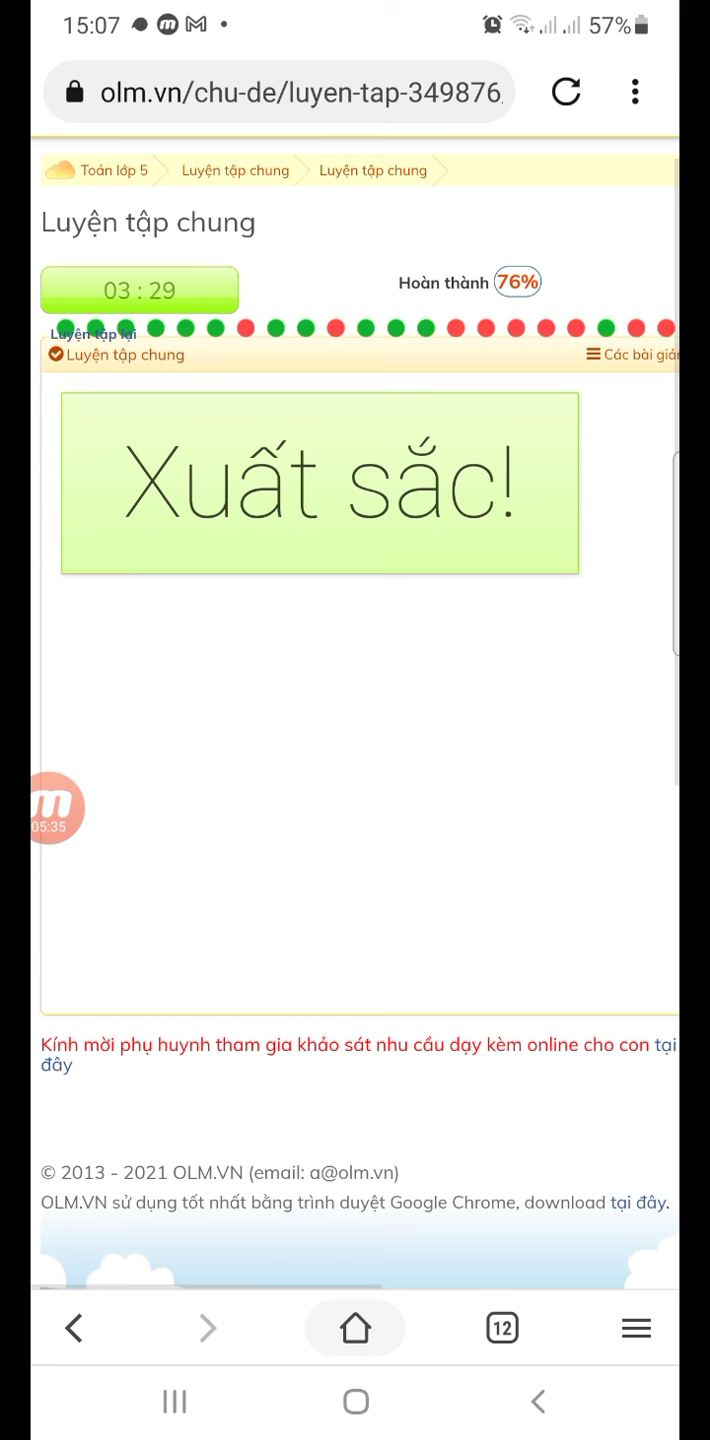 15:07
57%
olm.vn/chu-de/luyen-tap-349876
Toán lớp 5 Luyện tập chung Luyện tập chung
Luyện tập chung
03 : 29
Hoàn thành 76%
Luyện tập lại
Luyện tập chung
Các bài giản
Xuất sắc!
m
05:35
Kính mời phụ huynh tham gia khảo sát nhu cầu dạy kèm online cho con tại
đây
© 2013 - 2021 OLM.VN (email: a@olm.vn)
OLM.VN sử dụng tốt nhất bằng trình duyệt Google Chrome, download tại đây.
12